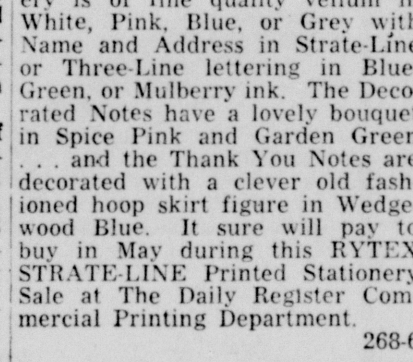 ery is of fine quality vellum in
White, Pink, Blue, or Grey with
Name and Address in Strate-Line
or Three-Line lettering in Blue
Green, or Mulberry ink. The Deco
rated Notes have a lovely bouque
in Spice Pink and Garden Green
. . . and the Thank You Notes are
decorated with a clever old fash
ioned hoop skirt figure in Wedge
wood Blue. It sure will pay to
buy in May during this RYTEX
STRATE-LINE Printed Stationery
Sale at The Daily Register Com
mercial Printing Department.
268-6